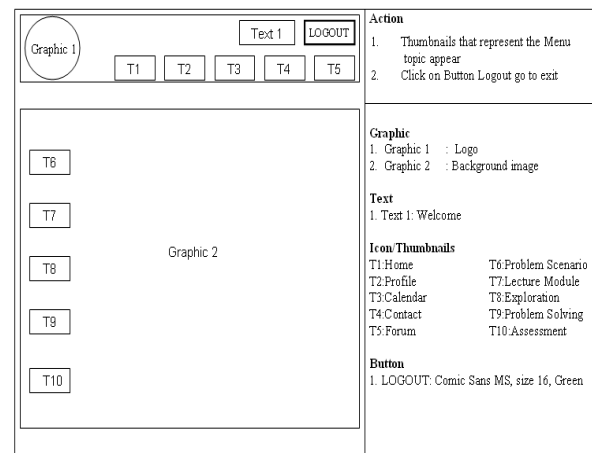 Graphic 1
Text 1
LOGOUT
T1 T2 T3 T4 T5
T6
T7
T8
T9
T10
Graphic 2
Action
1. Thumbnails that represent the Menu
topic appear
2. Click on Button Logout go to exit
Graphic
1. Graphic 1 : Logo
2. Graphic 2 : Background image
Text
1. Text 1: Welcome
Icon/Thumbnails
T1:Home T6:Problem Scenario
T2:Profile T7:Lecture Module
T3:Calendar T8:Exploration
T4:Contact T9:Problem Solving
T5:Forum T10:Assessment
Button
1. LOGOUT: Comic Sans MS, size 16, Green